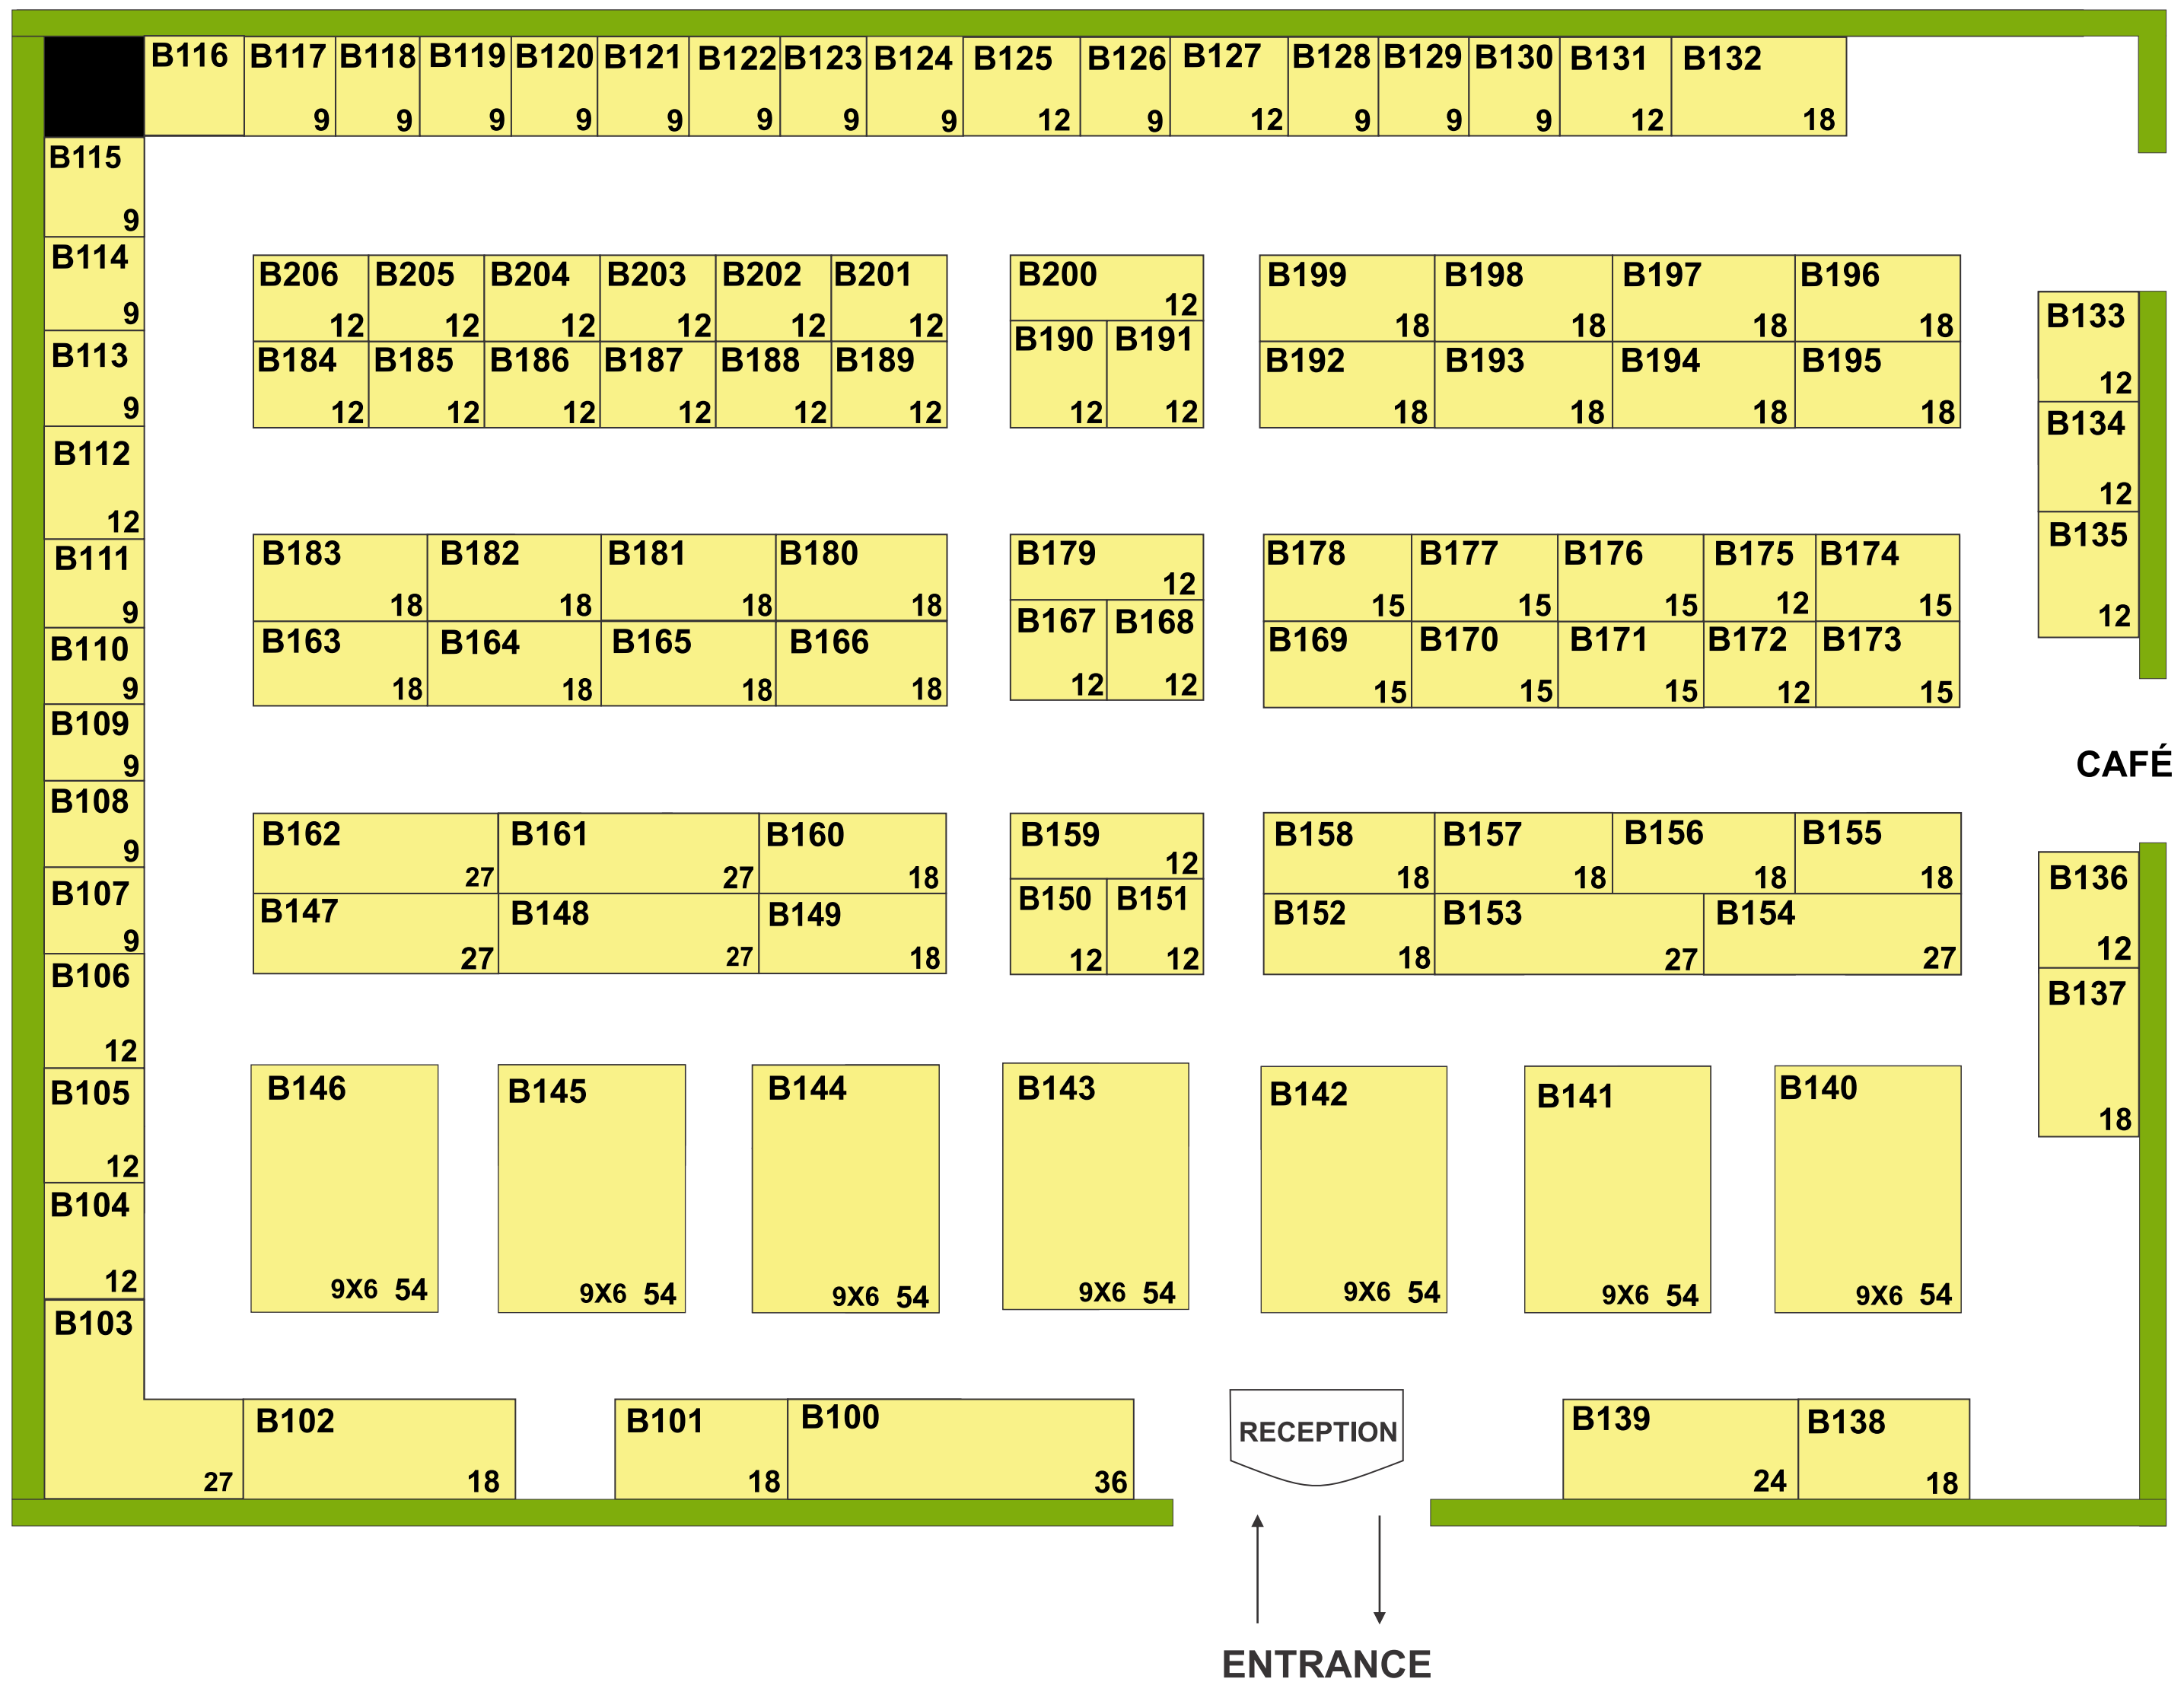 B116 B117 B118 B119 B120 B121 B122 B123 B124 B125 B126 B127 B128 B129 B130 B131 B132
9 9 9 9 9 9 9 9 12 9 12 9 9 9 12 18
B115
9
B114
9
B113
9
B112
12
B111
9
B110
9
B109
9
B108
9
B107
9
B106
12
B105
12
B104
12
B103
27
B206 B205 B204 B203 B202 B201
12 12 12 12 12 12
B184 B185 B186 B187 B188 B189
12 12 12 12 12 12
B200
12
B190 B191
12 12
B199 B198 B197 B196
18 18 18 18
B192 B193 B194 B195
18 18 18 18
B133
12
B134
12
B135
12
B183 B182 B181 B180
18 18 18 18
B163 B164 B165 B166
18 18 18 18
B179
12
B167 B168
12 12
B178 B177 B176 B175 B174
15 15 15 12 15
B169 B170 B171 B172 B173
15 15 15 12 15
CAFÉ
B162 B161 B160
27 27 18
B147 B148 B149
27 27 18
B159
12
B150 B151
12 12
B158 B157 B156 B155
18 18 18 18
B152 B153 B154
18 27 27
B136
12
B137
18
B146 B145 B144 B143 B142 B141 B140
9X6 54 9X6 54 9X6 54 9X6 54 9X6 54 9X6 54 9X6 54
B102 B101 B100
18 18 36
RECEPTION
B139 B138
24 18
ENTRANCE